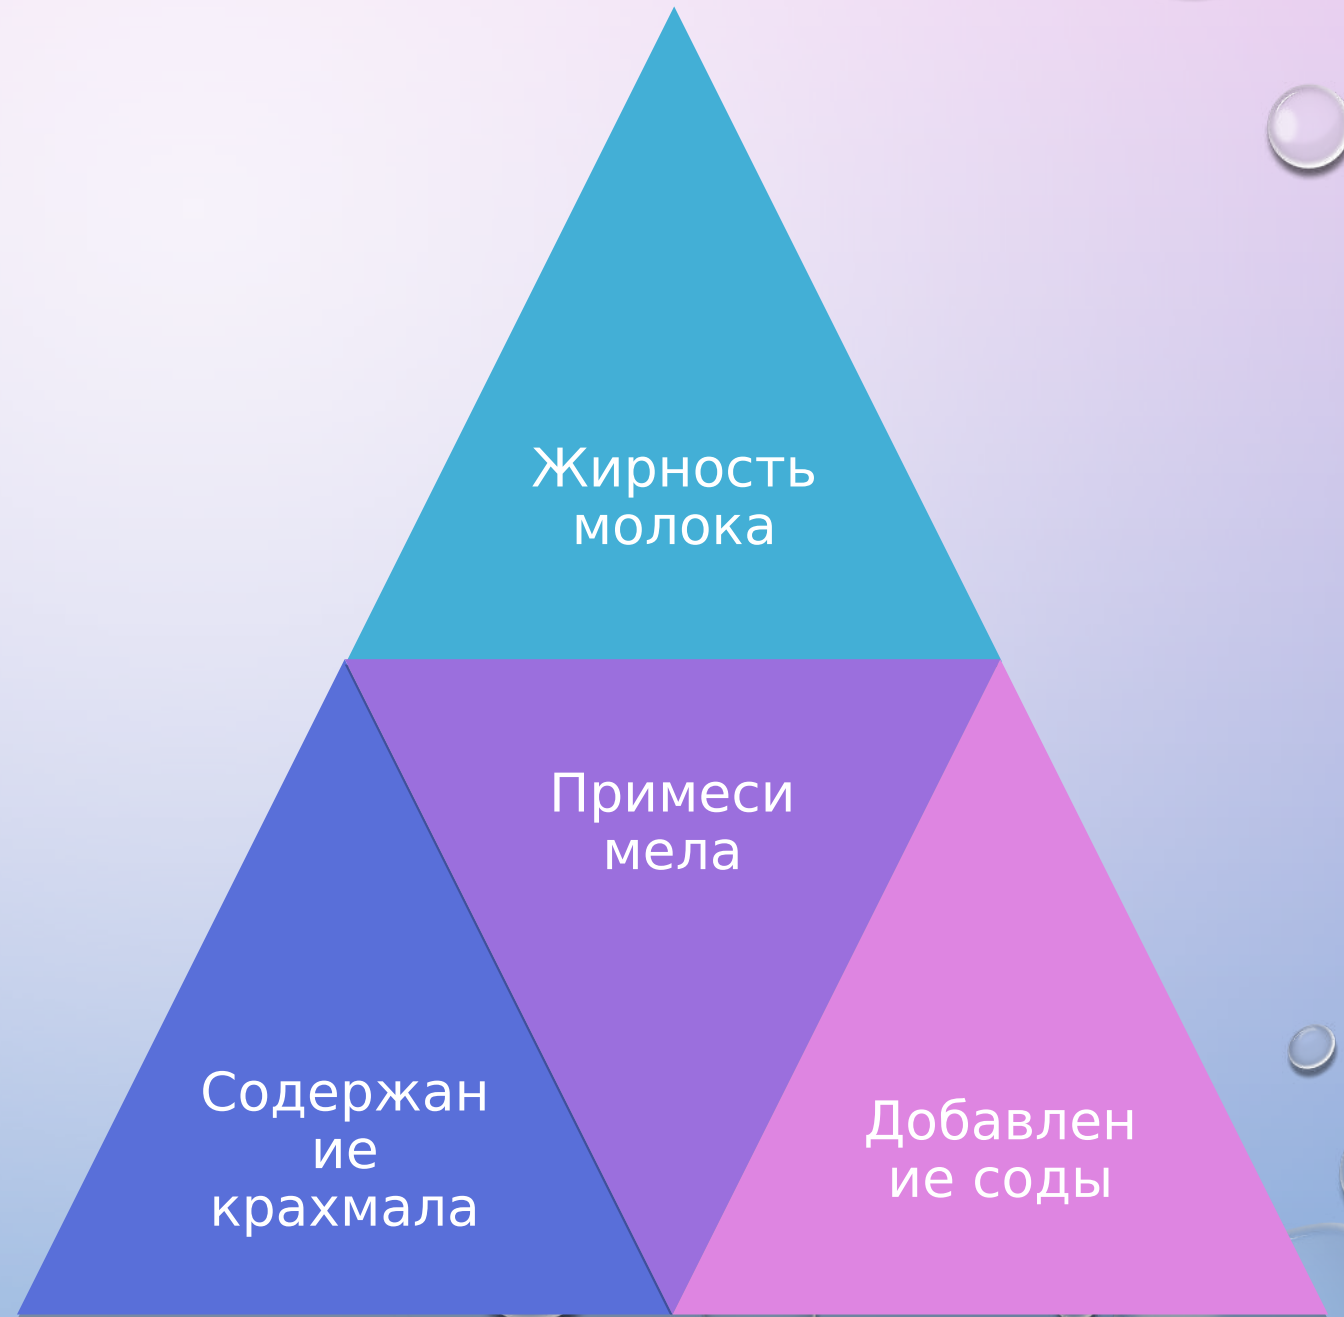 Жирность
молока
Примеси
мела
Содержан
ие
крахмала
Добавлен
ие соды